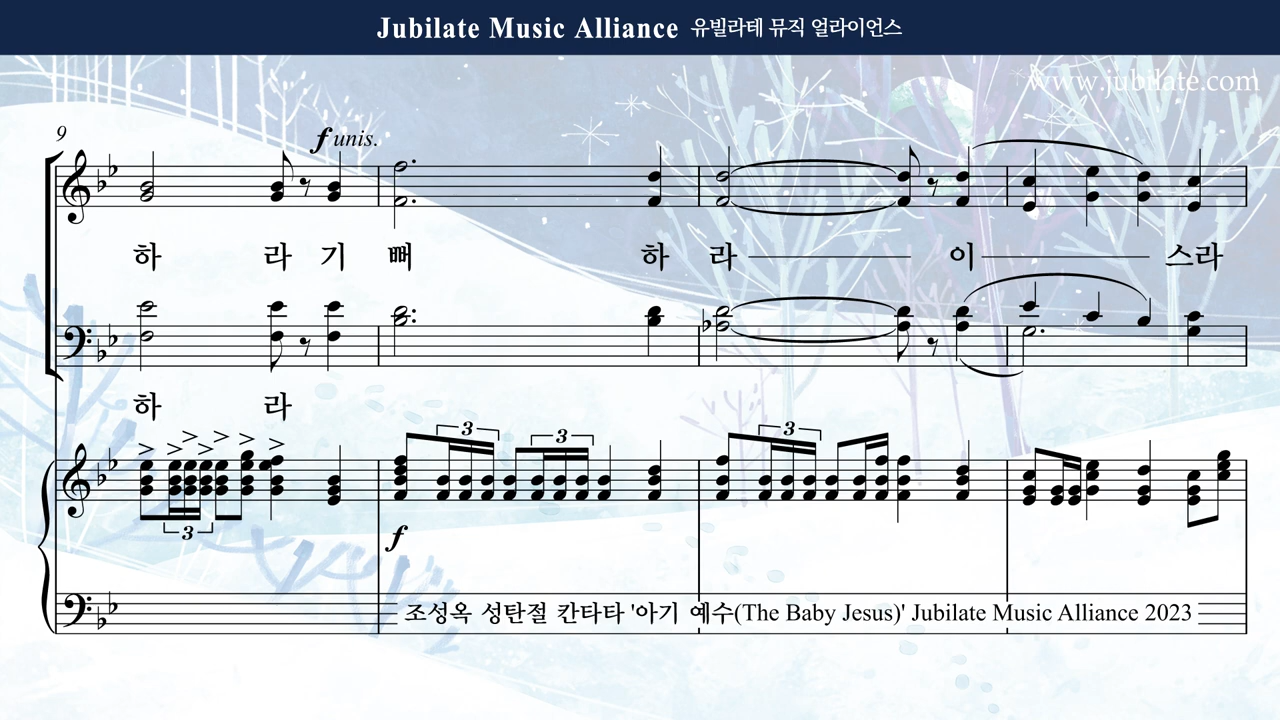 Jubilate Music Alliance 유빌라테 뮤직 얼라이언스
www.jubilate.com
9
f unis.
하 라 기 뻐 하 라 이 스라
하 라
3 3 3
3
f
조성옥 성탄절 칸타타 '아기 예수(The Baby Jesus)' Jubilate Music Alliance 2023